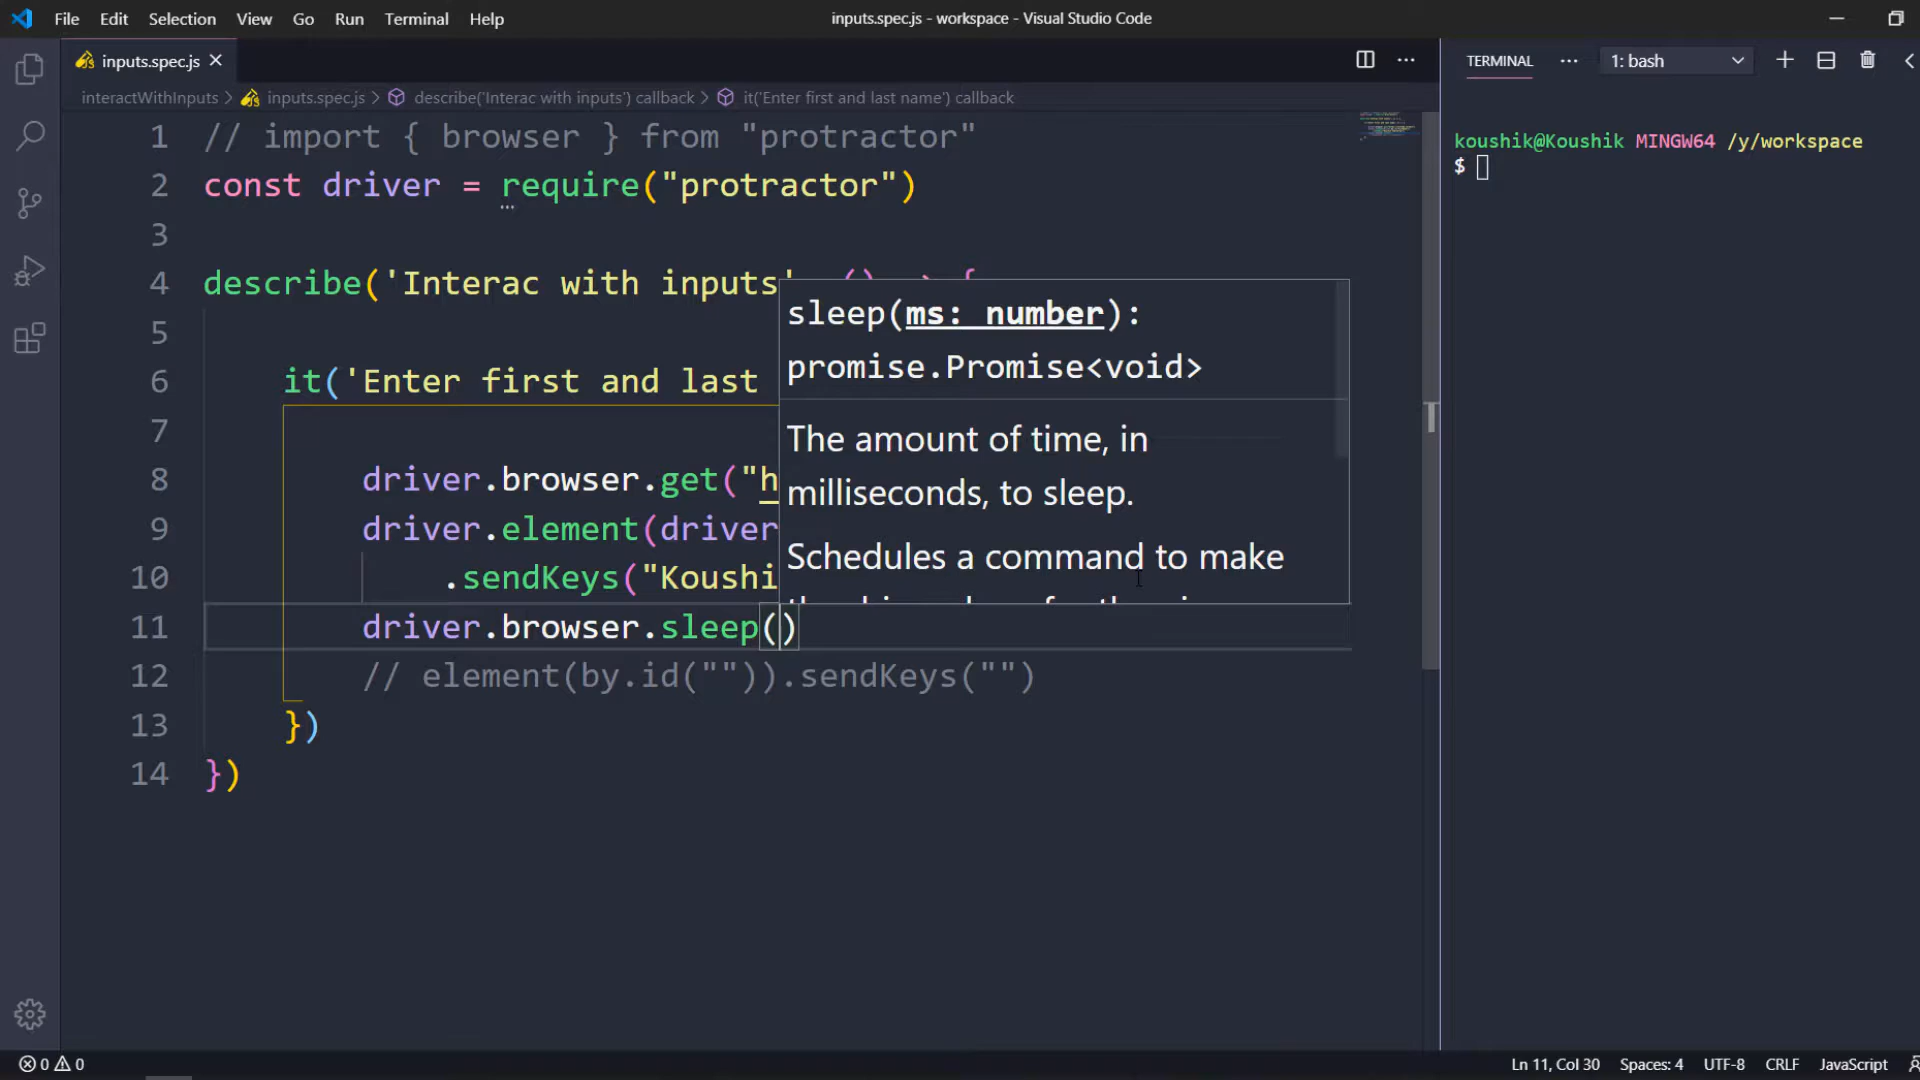 File Edit Selection View Go Run Terminal Help
inputs.spec.js - workspace - Visual Studio Code
inputs.spec.js
interactWithInputs > inputs.spec.js > describe('Interac with inputs') callback > it('Enter first and last name') callback
1 // import { browser } from "protractor"
2 const driver = require("protractor")
3
4 describe('Interac with inputs', () => {
5
6 it('Enter first and last
7
8 driver.browser.get("h
9 driver.element(driver
10 .sendKeys("Koushi
11 driver.browser.sleep()
12 // element(by.id("")).sendKeys("")
13 })
14 })
sleep(ms: number):
promise.Promise<void>
The amount of time, in
milliseconds, to sleep.
Schedules a command to make
TERMINAL
1: bash
koushik@Koushik MINGW64 /y/workspace
$
0 0
Ln 11, Col 30 Spaces: 4 UTF-8 CRLF JavaScript